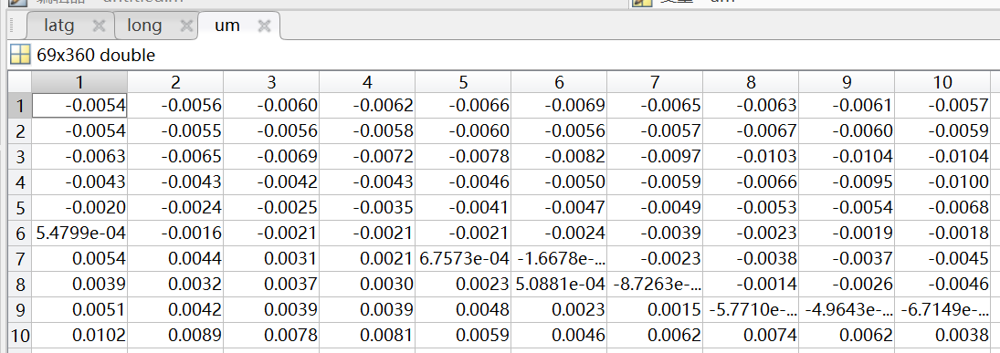 latg long um
69x360 double
1 2 3 4 5 6 7 8 9 10
1 -0.0054 -0.0056 -0.0060 -0.0062 -0.0066 -0.0069 -0.0065 -0.0063 -0.0061 -0.0057
2 -0.0054 -0.0055 -0.0056 -0.0058 -0.0060 -0.0056 -0.0057 -0.0067 -0.0060 -0.0059
3 -0.0063 -0.0065 -0.0069 -0.0072 -0.0078 -0.0082 -0.0097 -0.0103 -0.0104 -0.0104
4 -0.0043 -0.0043 -0.0042 -0.0043 -0.0046 -0.0050 -0.0059 -0.0066 -0.0095 -0.0100
5 -0.0020 -0.0024 -0.0025 -0.0035 -0.0041 -0.0047 -0.0049 -0.0053 -0.0054 -0.0068
6 5.4799e-04 -0.0016 -0.0021 -0.0021 -0.0021 -0.0024 -0.0039 -0.0023 -0.0019 -0.0018
7 0.0054 0.0044 0.0031 0.0021 6.7573e-04 -1.6678e-... -0.0023 -0.0038 -0.0037 -0.0045
8 0.0039 0.0032 0.0037 0.0030 0.0023 5.0881e-04 -8.7263e-... -0.0014 -0.0026 -0.0046
9 0.0051 0.0042 0.0039 0.0039 0.0048 0.0023 0.0015 -5.7710e-... -4.9643e-... -6.7149e-...
10 0.0102 0.0089 0.0078 0.0081 0.0059 0.0046 0.0062 0.0074 0.0062 0.0038